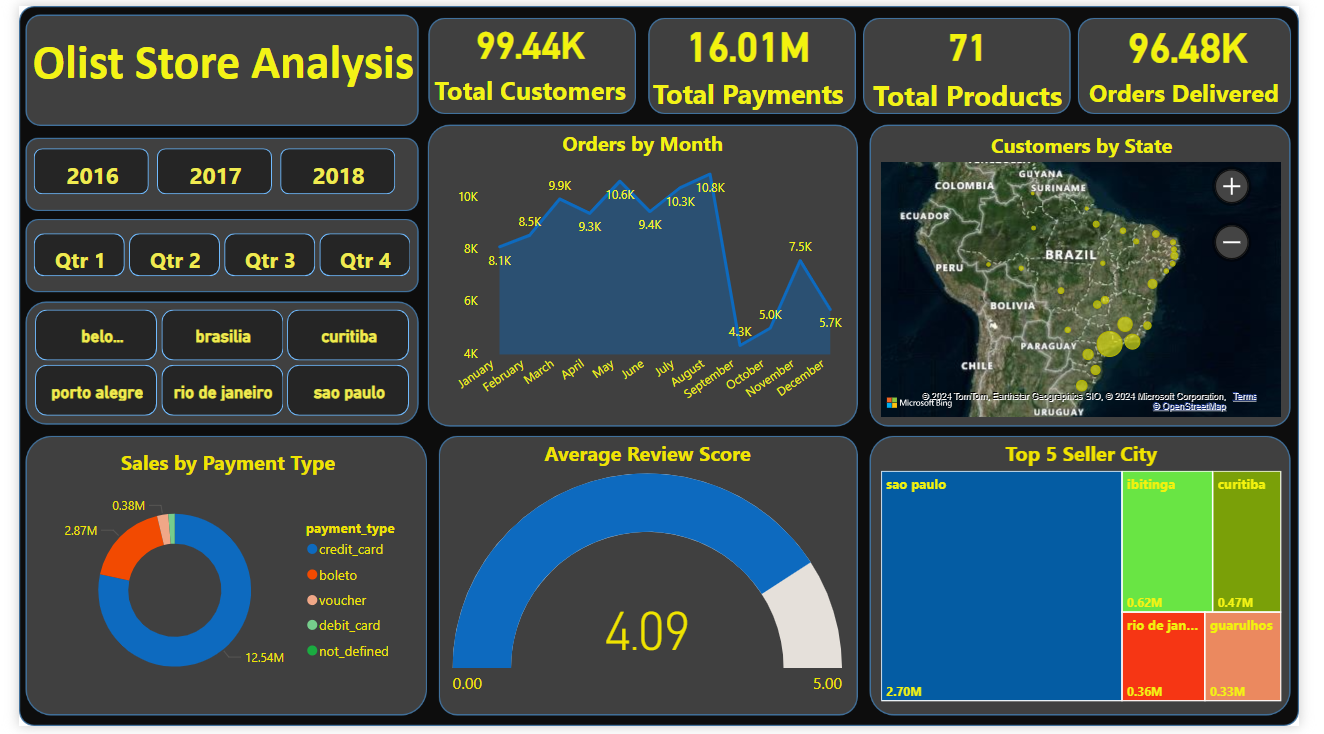 Olist Store Analysis
99.44K
Total Customers
16.01M
Total Payments
71
Total Products
96.48K
Orders Delivered
2016
2017
2018
Qtr 1
Qtr 2
Qtr 3
Qtr 4
belo...
brasilia
curitiba
porto alegre
rio de janeiro
sao paulo
Orders by Month
10K
8K
6K
4K
8.1K
8.5K
9.9K
9.3K
10.6K
9.4K
10.3K
10.8K
4.3K
5.0K
7.5K
5.7K
January
February
March
April
May
June
July
August
September
October
November
December
Customers by State
GUYANA
SURINAME
COLOMBIA
ECUADOR
BRAZIL
PERU
BOLIVIA
PARAGUAY
CHILE
URUGUAY
Microsoft Bing
© 2024 TomTom, Earthstar Geographics SIO, © 2024 Microsoft Corporation, Terms
© OpenStreetMap
Sales by Payment Type
0.38M
2.87M
12.54M
payment_type
credit_card
boleto
voucher
debit_card
not_defined
Average Review Score
4.09
0.00
5.00
Top 5 Seller City
sao paulo
2.70M
ibitinga
0.62M
curitiba
0.47M
rio de jan...
0.36M
guarulhos
0.33M